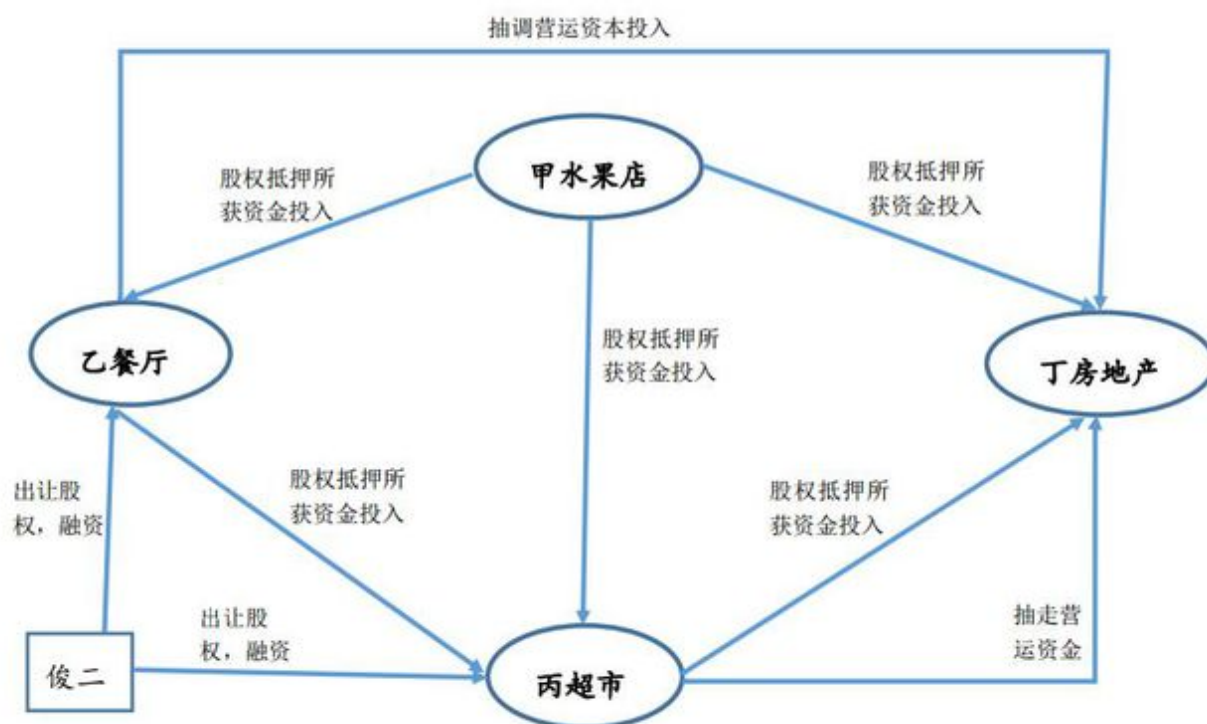 抽调营运资本投入
甲水果店
股权抵押所
获资金投入
股权抵押所
获资金投入
乙餐厅
股权抵押所
获资金投入
丁房地产
出让股
权，融资
股权抵押所
获资金投入
股权抵押所
获资金投入
出让股
权，融资
抽走营
运资金
俊二
丙超市